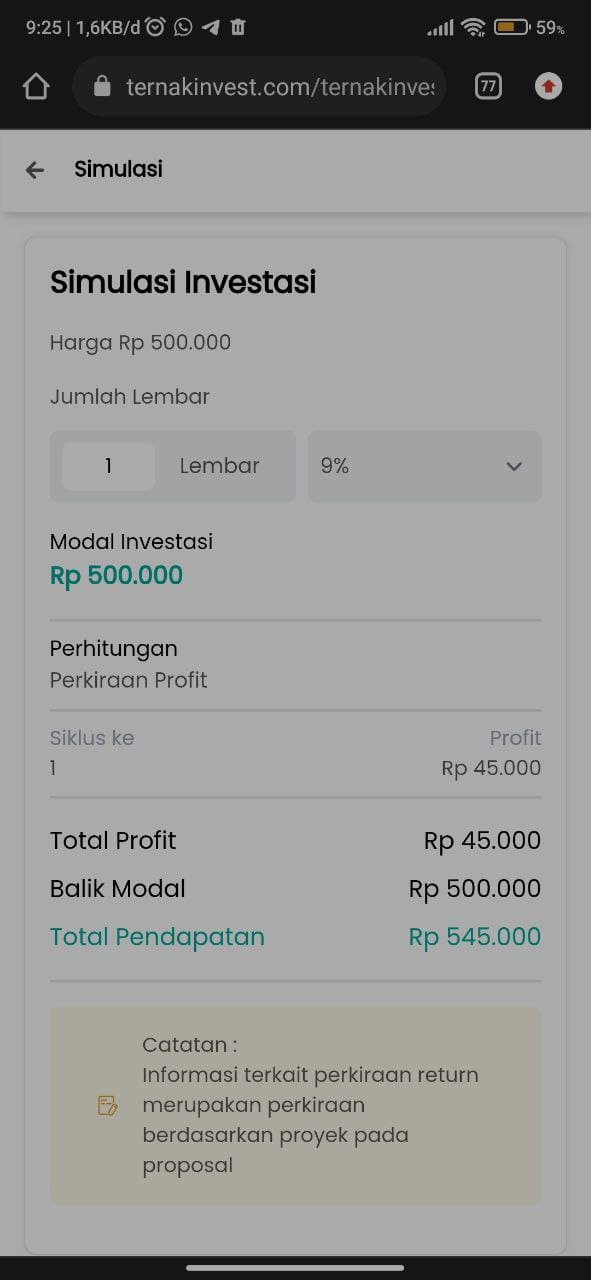 9:25 | 1,6KB/d
59%
ternakinvest.com/ternakinves
77
Simulasi
Simulasi Investasi
Harga Rp 500.000
Jumlah Lembar
1 Lembar 9%
Modal Investasi
Rp 500.000
Perhitungan
Perkiraan Profit
Siklus ke Profit
1 Rp 45.000
Total Profit Rp 45.000
Balik Modal Rp 500.000
Total Pendapatan Rp 545.000
Catatan :
Informasi terkait perkiraan return
merupakan perkiraan
berdasarkan proyek pada
proposal